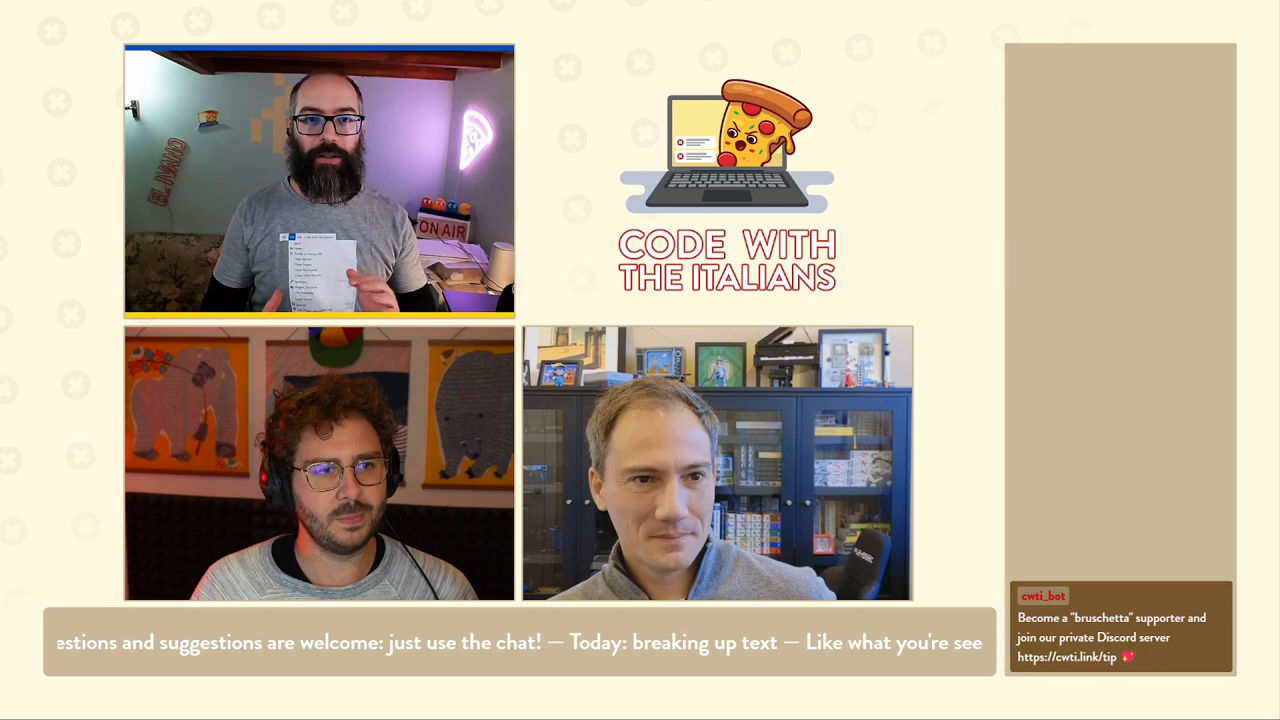 EL IVANO
ON AIR
CODE WITH
THE ITALIANS
estions and suggestions are welcome: just use the chat! — Today: breaking up text — Like what you're see
cwti_bot
Become a "bruschetta" supporter and
join our private Discord server
https://cwti.link/tip